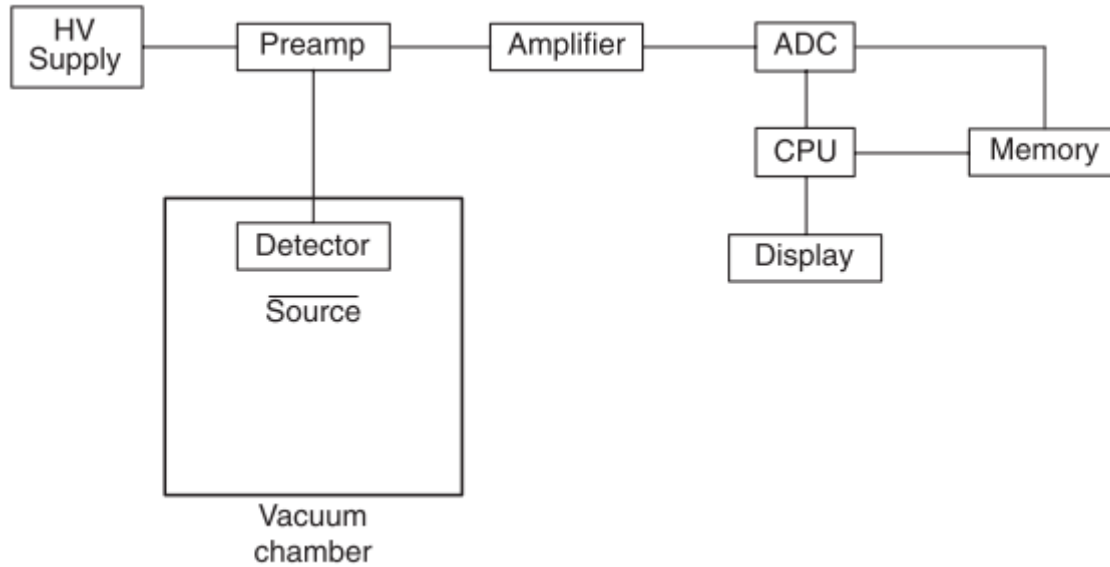 HV
Supply
Preamp
Amplifier
ADC
CPU
Memory
Display
Detector
Source
Vacuum
chamber